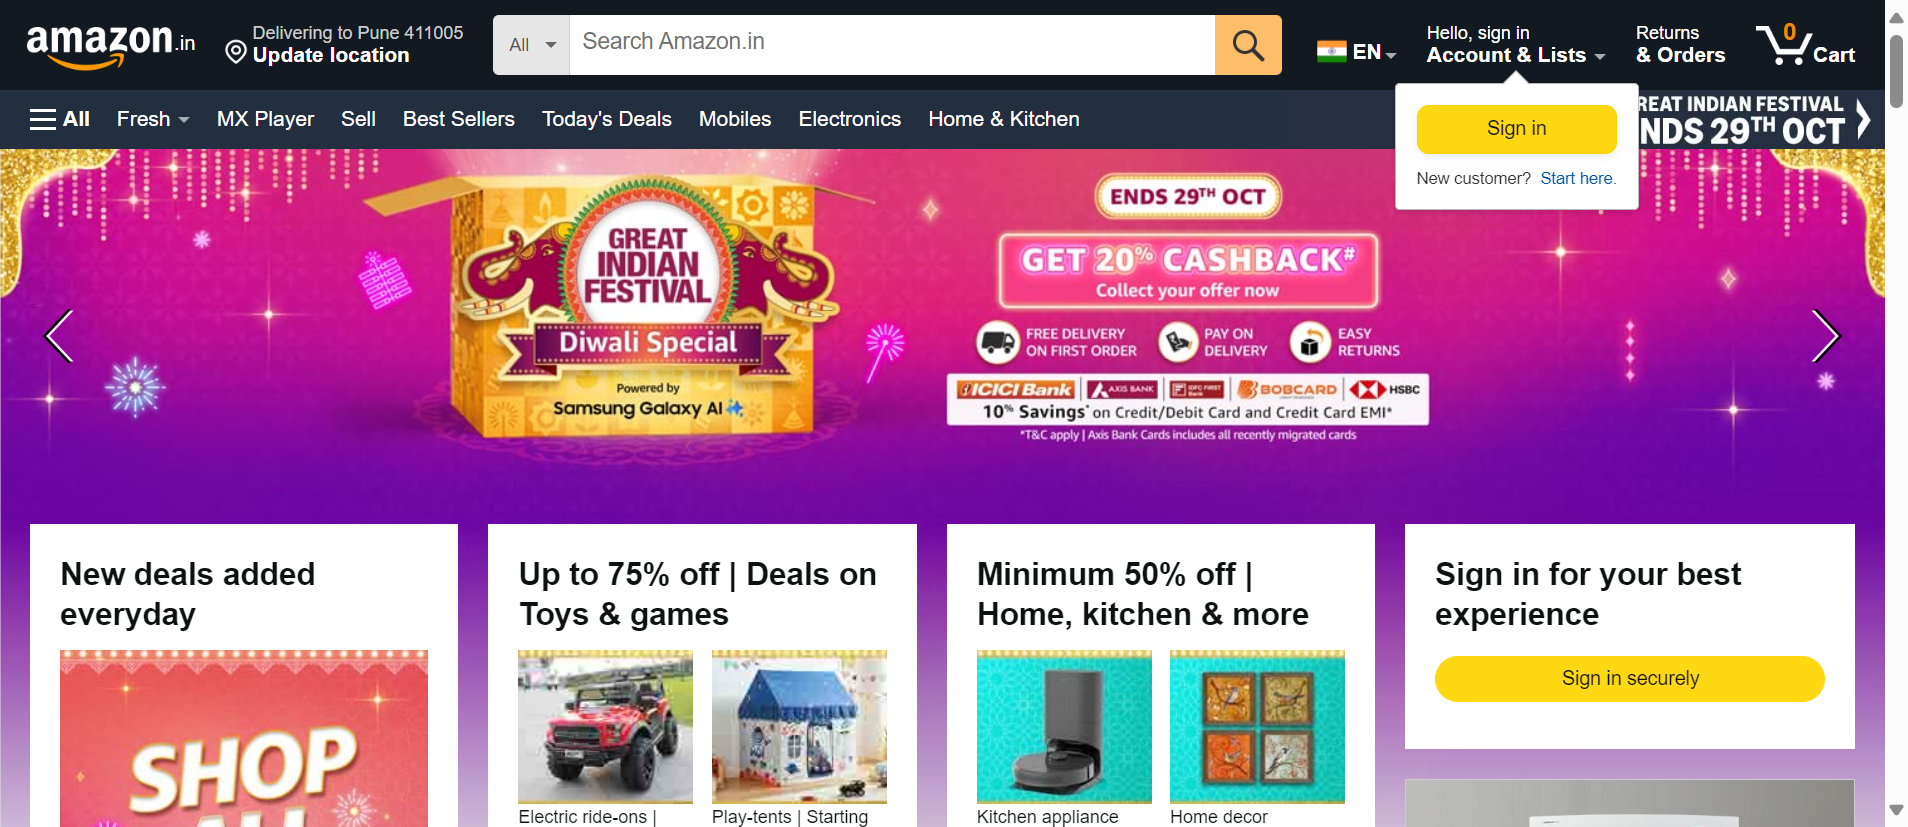 amazon.in
Delivering to Pune 411005
Update location
All
Search Amazon.in
EN
Hello, sign in
Account & Lists
Returns
& Orders
0
Cart
All
Fresh
MX Player
Sell
Best Sellers
Today's Deals
Mobiles
Electronics
Home & Kitchen
REAT INDIAN FESTIVAL
NDS 29TH OCT
Sign in
New customer? Start here.
GREAT
INDIAN
FESTIVAL
Diwali Special
Powered by
Samsung Galaxy AI
ENDS 29TH OCT
GET 20% CASHBACK#
Collect your offer now
FREE DELIVERY
ON FIRST ORDER
PAY ON
DELIVERY
EASY
RETURNS
ICICI Bank
AXIS BANK
IDFC FIRST
Bank
BOBCARD
HSBC
10% Savings* on Credit/Debit Card and Credit Card EMI*
*T&C apply | Axis Bank Cards includes all recently migrated cards
New deals added
everyday
SHOP
ALL
Up to 75% off | Deals on
Toys & games
Electric ride-ons |
Play-tents | Starting
Minimum 50% off |
Home, kitchen & more
Kitchen appliance
Home decor
Sign in for your best
experience
Sign in securely